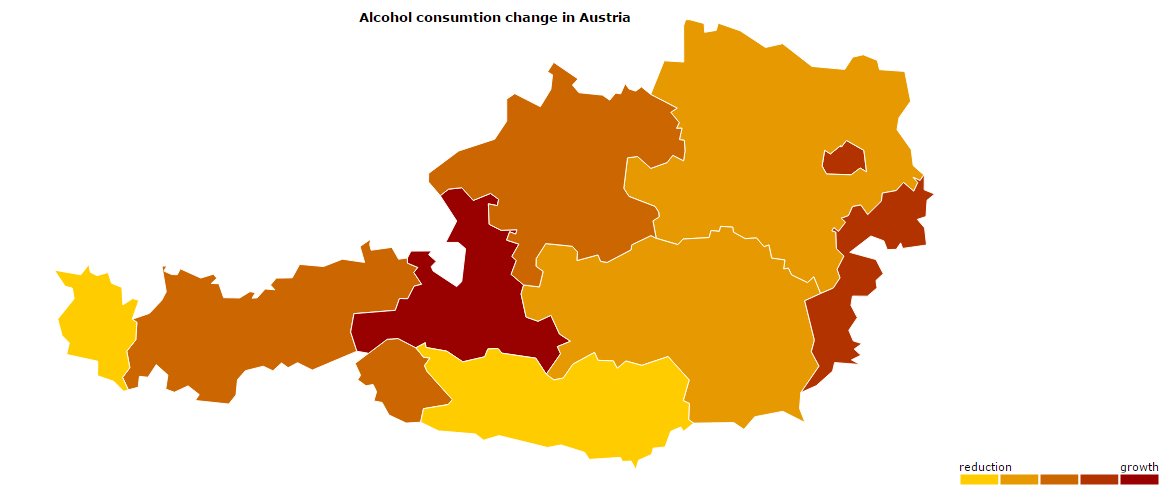 Alcohol consumtion change in Austria
reduction growth